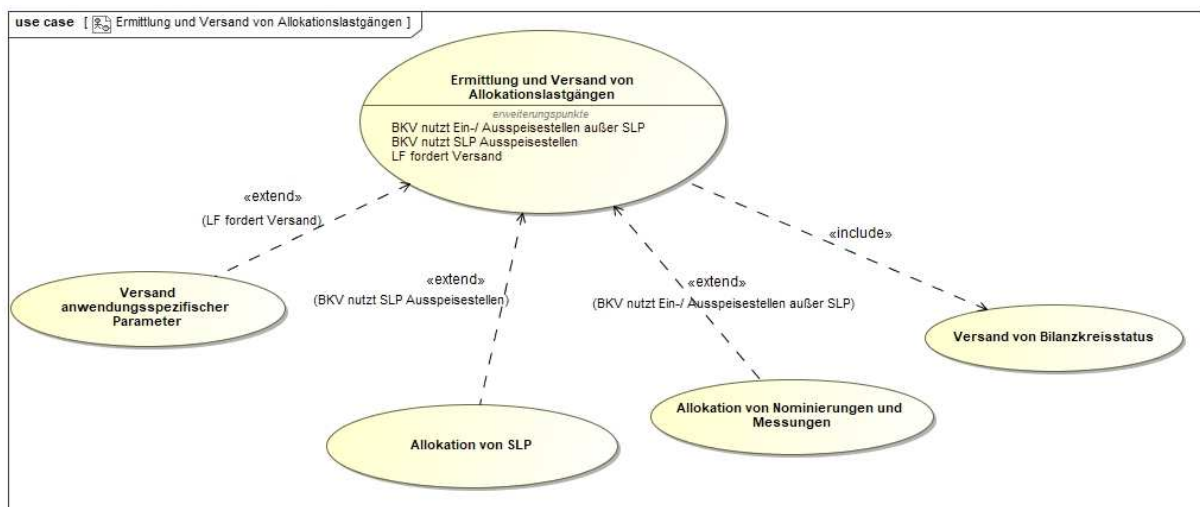 use case [ Ermittlung und Versand von Allokationslastgängen ]
Ermittlung und Versand von
Allokationslastgängen
erweiterungspunkte
BKV nutzt Ein-/ Ausspeisestellen außer SLP
BKV nutzt SLP Ausspeisestellen
LF fordert Versand
«extend»
(LF fordert Versand)
«include»
«extend»
(BKV nutzt SLP Ausspeisestellen)
«extend»
(BKV nutzt Ein-/ Ausspeisestellen außer SLP)
Versand
anwendungsspezifischer
Parameter
Versand von Bilanzkreisstatus
Allokation von SLP
Allokation von Nominierungen und
Messungen